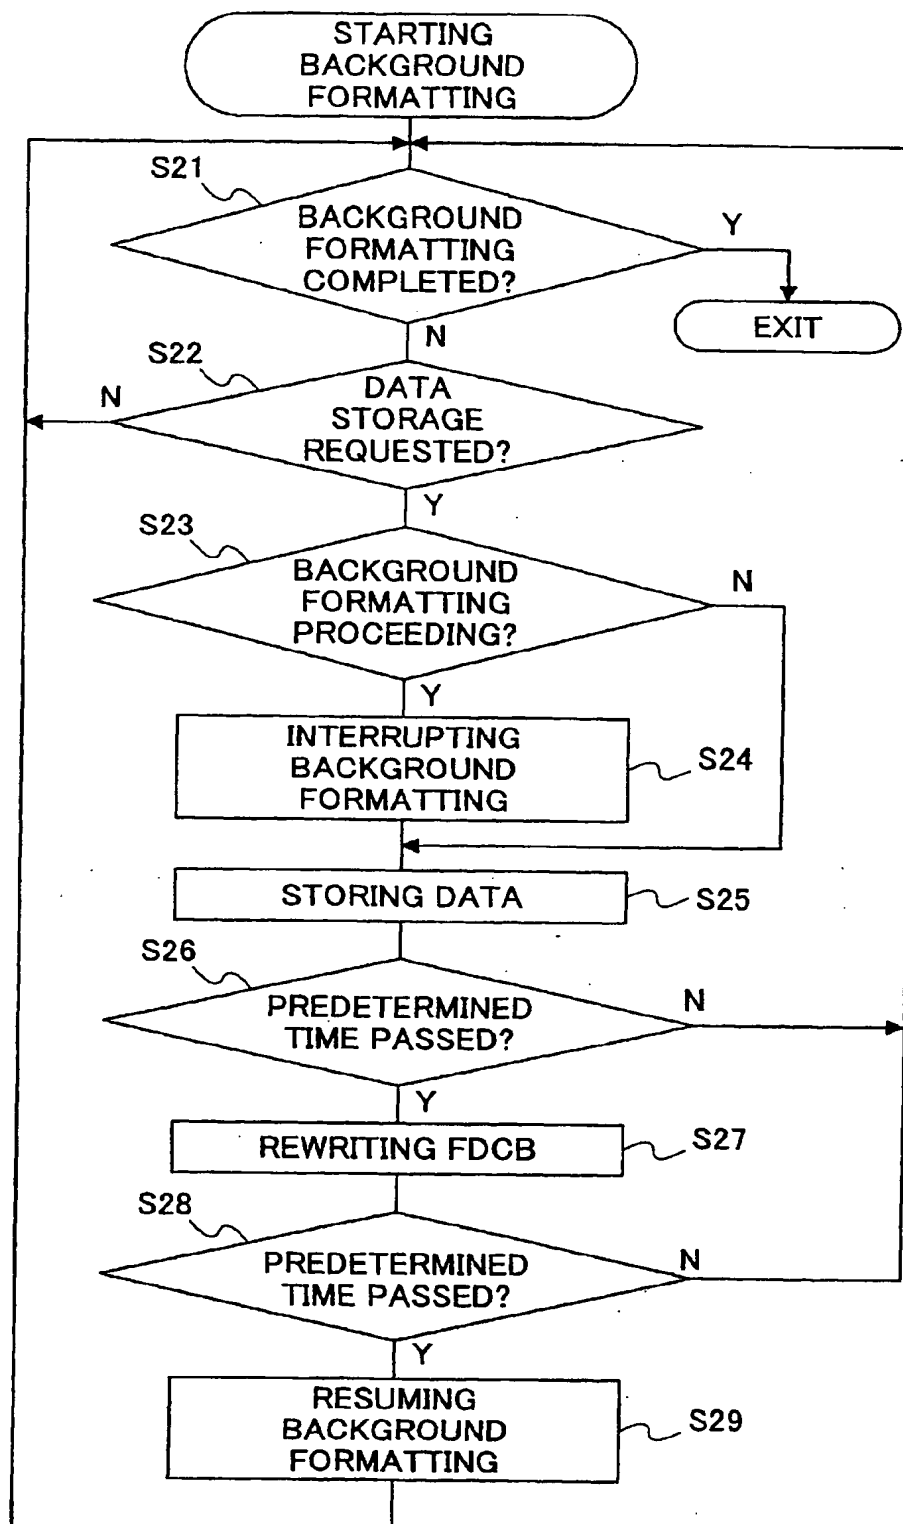 STARTING
BACKGROUND
FORMATTING
S21
BACKGROUND
FORMATTING
COMPLETED?
Y
EXIT
N
S22
N
DATA
STORAGE
REQUESTED?
Y
S23
BACKGROUND
FORMATTING
PROCEEDING?
N
Y
INTERRUPTING
BACKGROUND
FORMATTING
S24
STORING DATA
S25
S26
PREDETERMINED
TIME PASSED?
N
Y
REWRITING FDCB
S27
S28
PREDETERMINED
TIME PASSED?
N
Y
RESUMING
BACKGROUND
FORMATTING
S29